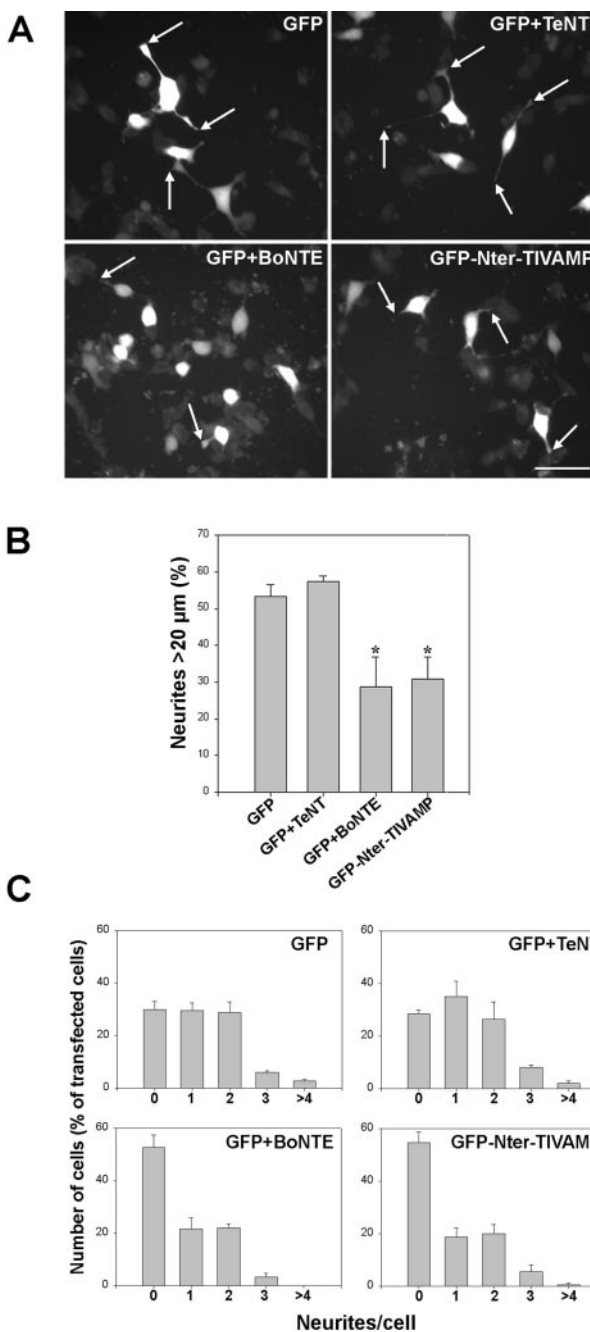 A
GFP
GFP+TeNT
GFP+BoNTE
GFP-Nter-TIVAMP
B
Neurites >20 µm (%)
70
60
50
40
30
20
10
0
GFP
GFP+TeNT
GFP+BoNTE
GFP-Nter-TIVAMP
*
*
C
Number of cells (% of transfected cells)
60
40
20
0
GFP
0 1 2 3 >4
60
40
20
0
GFP+TeN
0 1 2 3 >4
60
40
20
0
GFP+BoNTE
0 1 2 3 >4
60
40
20
0
GFP-Nter-TIVAM
0 1 2 3 >4
Neurites/cell